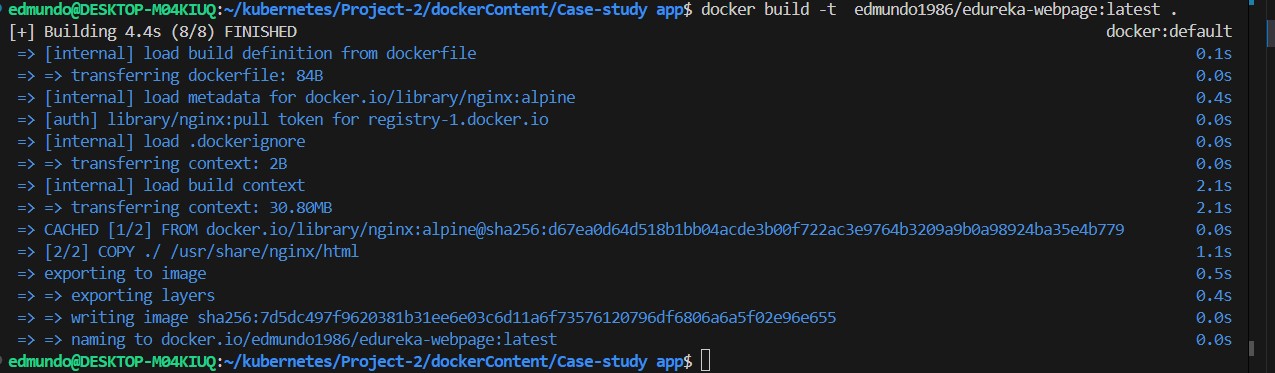 edmundo@DESKTOP-M04KIUQ:~/kubernetes/Project-2/dockerContent/Case-study app$ docker build -t  edmundo1986/edureka-webpage:latest .
[+] Building 4.4s (8/8) FINISHED docker:default
=> [internal] load build definition from dockerfile 0.1s
=> => transferring dockerfile: 84B 0.0s
=> [internal] load metadata for docker.io/library/nginx:alpine 0.4s
=> [auth] library/nginx:pull token for registry-1.docker.io 0.0s
=> [internal] load .dockerignore 0.0s
=> => transferring context: 2B 0.0s
=> [internal] load build context 2.1s
=> => transferring context: 30.80MB 2.1s
=> CACHED [1/2] FROM docker.io/library/nginx:alpine@sha256:d67ea0d64d518b1bb04acde3b00f722ac3e9764b3209a9b0a98924ba35e4b779 0.0s
=> [2/2] COPY ./ /usr/share/nginx/html 1.1s
=> exporting to image 0.5s
=> => exporting layers 0.4s
=> => writing image sha256:7d5dc497f9620381b31ee6e03c6d11a6f73576120796df6806a6a5f02e96e655 0.0s
=> => naming to docker.io/edmundo1986/edureka-webpage:latest 0.0s
edmundo@DESKTOP-M04KIUQ:~/kubernetes/Project-2/dockerContent/Case-study app$